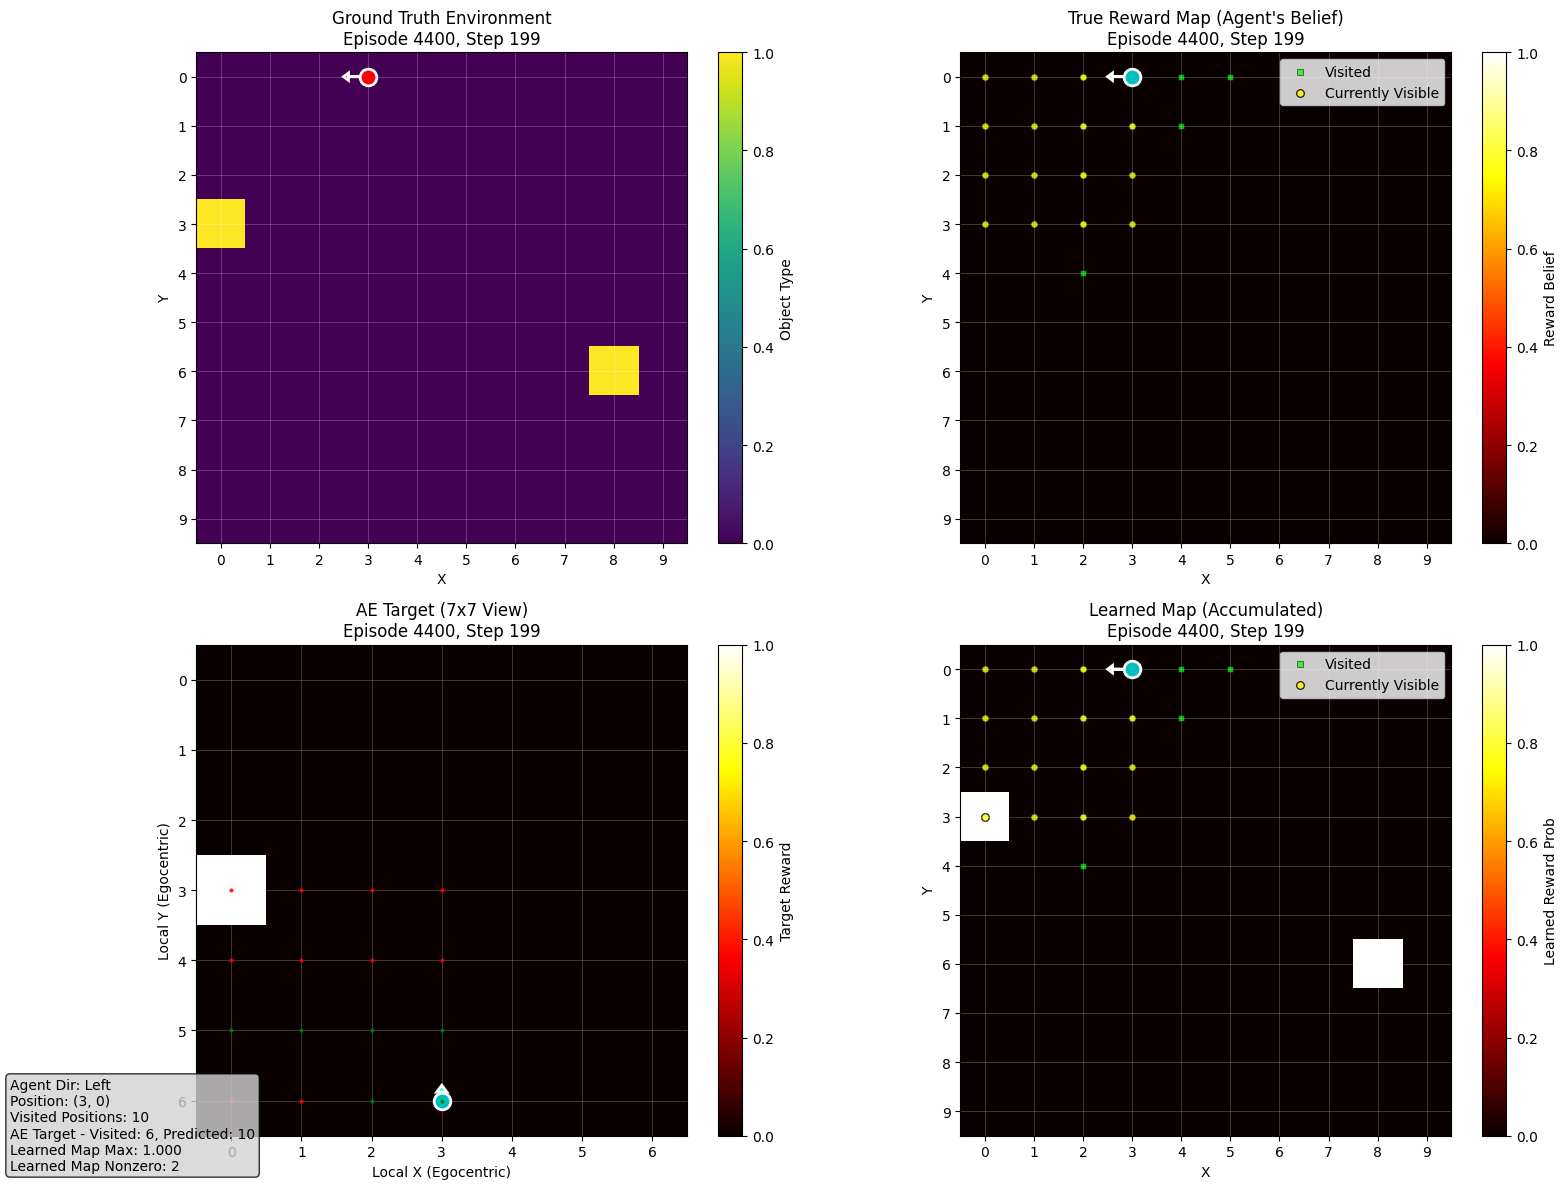 Ground Truth Environment
Episode 4400, Step 199
0
1
2
3
4
5
6
7
8
9
Y
0 1 2 3 4 5 6 7 8 9
X
1.0
0.8
0.6
0.4
0.2
0.0
Object Type
True Reward Map (Agent's Belief)
Episode 4400, Step 199
Visited
Currently Visible
0
1
2
3
4
5
6
7
8
9
Y
0 1 2 3 4 5 6 7 8 9
X
1.0
0.8
0.6
0.4
0.2
0.0
Reward Belief
AE Target (7x7 View)
Episode 4400, Step 199
0
1
2
3
4
5
6
Local Y (Egocentric)
0 1 2 3 4 5 6
Local X (Egocentric)
1.0
0.8
0.6
0.4
0.2
0.0
Target Reward
Agent Dir: Left
Position: (3, 0)
Visited Positions: 10
AE Target - Visited: 6, Predicted: 10
Learned Map Max: 1.000
Learned Map Nonzero: 2
Learned Map (Accumulated)
Episode 4400, Step 199
Visited
Currently Visible
0
1
2
3
4
5
6
7
8
9
Y
0 1 2 3 4 5 6 7 8 9
X
1.0
0.8
0.6
0.4
0.2
0.0
Learned Reward Prob